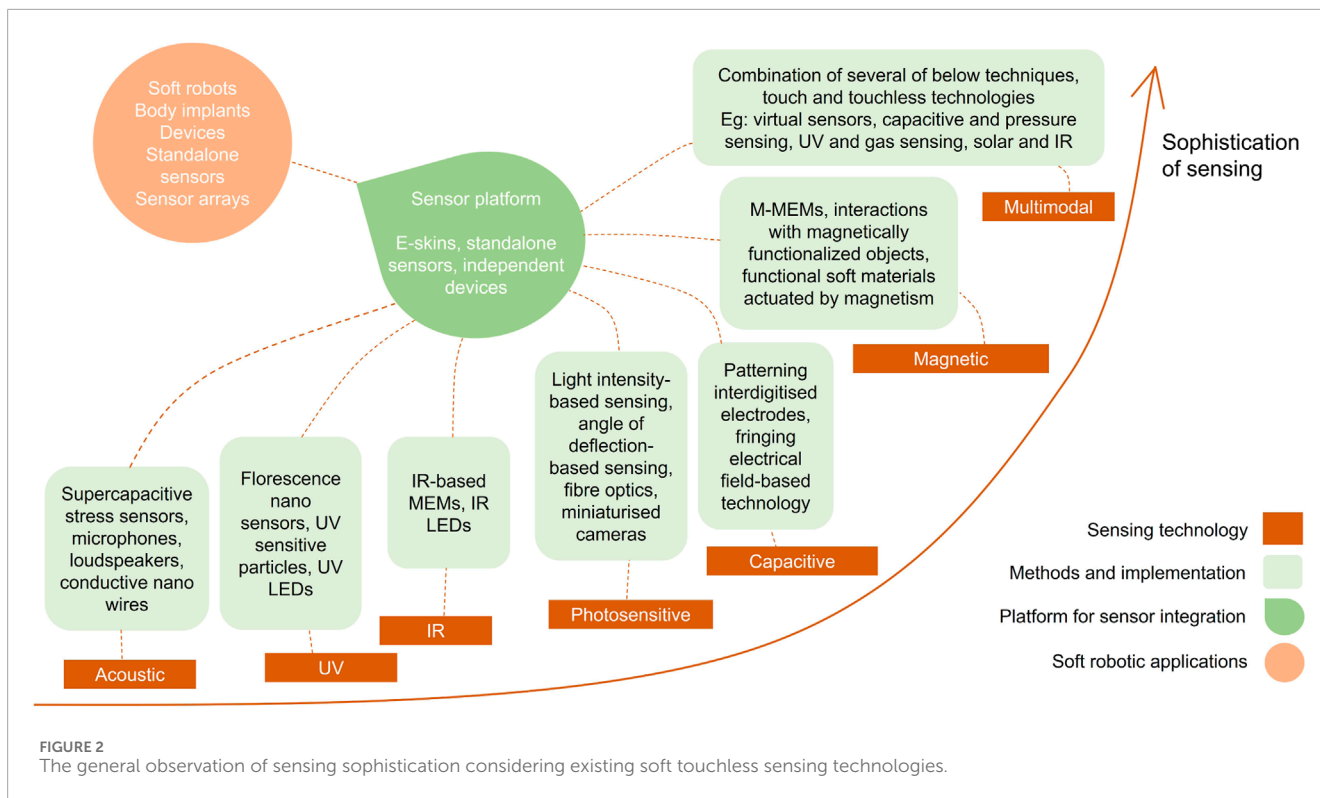 Soft robots
Body implants
Devices
Standalone
sensors
Sensor arrays
Sensor platform
E-skins, standalone
sensors, independent
devices
Combination of several of below techniques,
touch and touchless technologies
Eg: virtual sensors, capacitive and pressure
sensing, UV and gas sensing, solar and IR
Multimodal
Sophistication
of sensing
M-MEMs, interactions
with magnetically
functionalized objects,
functional soft materials
actuated by magnetism
Magnetic
Patterning
interdigitised
electrodes,
fringing
electrical
field-based
technology
Capacitive
Light intensity-
based sensing,
angle of
deflection-
based sensing,
fibre optics,
miniaturised
cameras
Photosensitive
IR-based
MEMs, IR
LEDs
IR
Florescence
nano
sensors, UV
sensitive
particles, UV
LEDs
UV
Supercapacitive
stress sensors,
microphones,
loudspeakers,
conductive nano
wires
Acoustic
Sensing technology
Methods and implementation
Platform for sensor integration
Soft robotic applications
FIGURE 2
The general observation of sensing sophistication considering existing soft touchless sensing technologies.